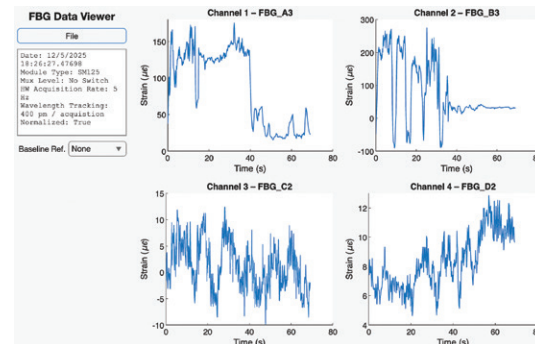 FBG Data Viewer
File
Date: 12/5/2025
18:26:27.47698
Module Type: SM125
Mux Level: No Switch
HW Acquisition Rate: 5
Hz
Wavelength Tracking:
400 pm / acquistion
Normalized: True
Baseline Ref. None
Channel 1 – FBG_A3
Strain (µε)
150
100
50
0
0 20 40 60 80
Time (s)
Channel 2 – FBG_B3
Strain (µε)
300
200
100
0
-100
0 20 40 60 80
Time (s)
Channel 3 – FBG_C2
Strain (µε)
15
10
5
0
-5
-10
0 20 40 60 80
Time (s)
Channel 4 – FBG_D2
Strain (µε)
12
10
8
6
4
0 20 40 60 80
Time (s)